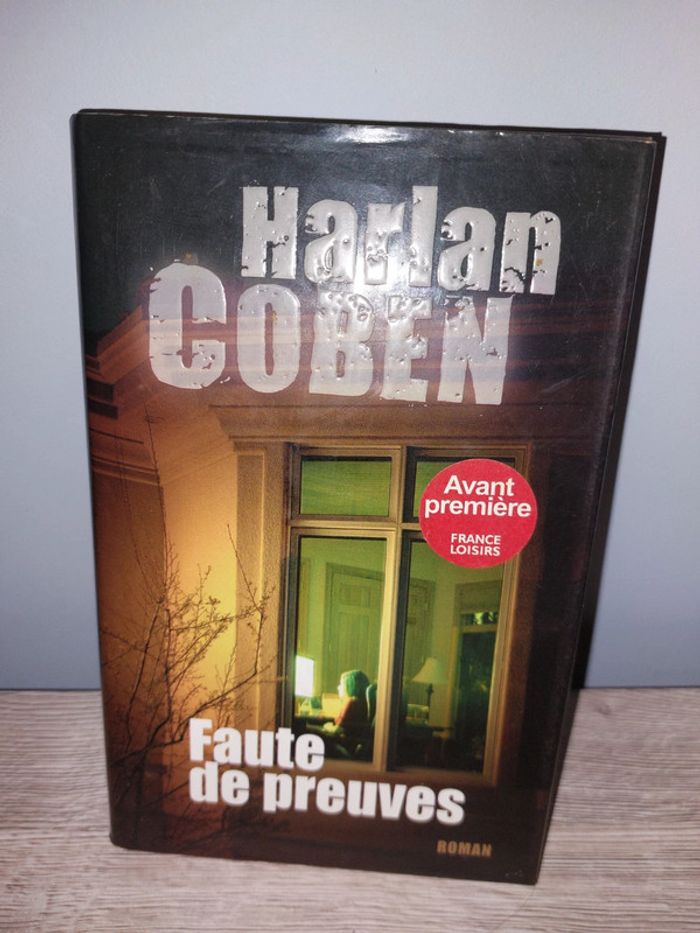 Harlan
COBEN
Avant
première
FRANCE
LOISIRS
Faute
de preuves
ROMAN